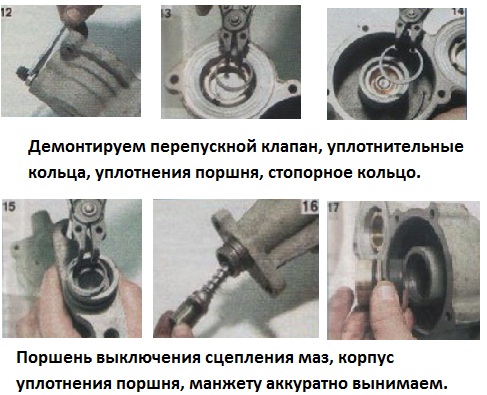 12
13
14
Демонтируем перепускной клапан, уплотнительные
кольца, уплотнения поршня, стопорное кольцо.
15
16
17
Поршень выключения сцепления маз, корпус
уплотнения поршня, манжету аккуратно вынимаем.